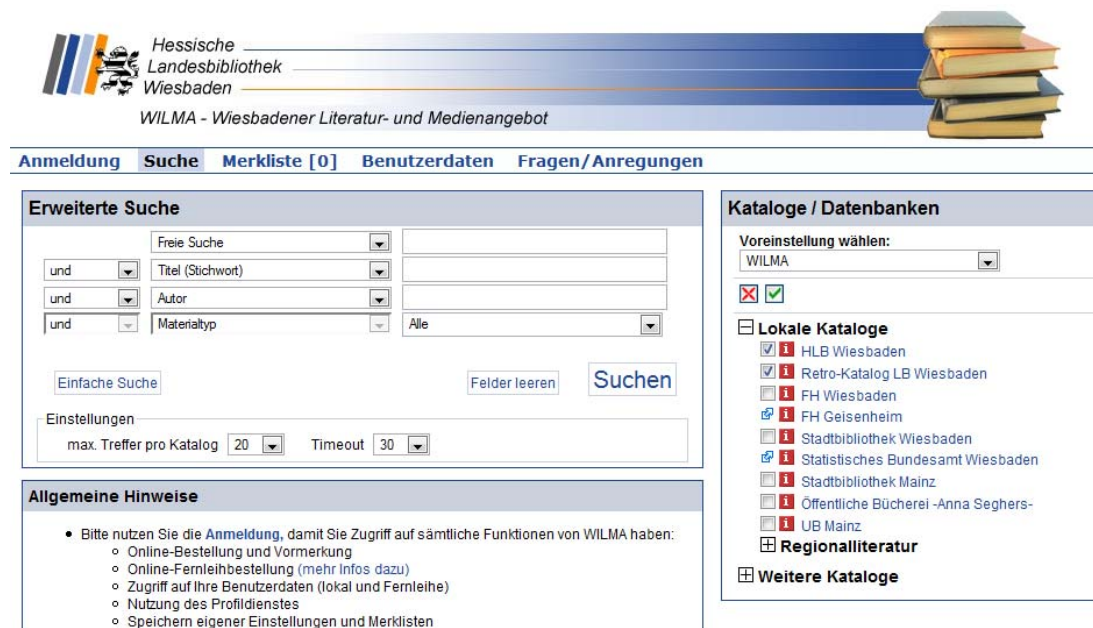 Hessische
Landesbibliothek
Wiesbaden
WILMA - Wiesbadener Literatur- und Medienangebot
Anmeldung Suche Merkliste [0] Benutzerdaten Fragen/Anregungen
Erweiterte Suche
Freie Suche
und Titel (Stichwort)
und Autor
und Materialtyp Alle
Einfache Suche Felder leeren Suchen
Einstellungen
max. Treffer pro Katalog 20 Timeout 30
Allgemeine Hinweise
• Bitte nutzen Sie die Anmeldung, damit Sie Zugriff auf sämtliche Funktionen von WILMA haben:
Online-Bestellung und Vormerkung
Online-Fernleihbestellung (mehr Infos dazu)
Zugriff auf Ihre Benutzerdaten (lokal und Fernleihe)
Nutzung des Profildienstes
Speichern eigener Einstellungen und Merklisten
Kataloge / Datenbanken
Voreinstellung wählen:
WILMA
Lokale Kataloge
HLB Wiesbaden
Retro-Katalog LB Wiesbaden
FH Wiesbaden
FH Geisenheim
Stadtbibliothek Wiesbaden
Statistisches Bundesamt Wiesbaden
Stadtbibliothek Mainz
Öffentliche Bücherei -Anna Seghers-
UB Mainz
Regionalliteratur
Weitere Kataloge